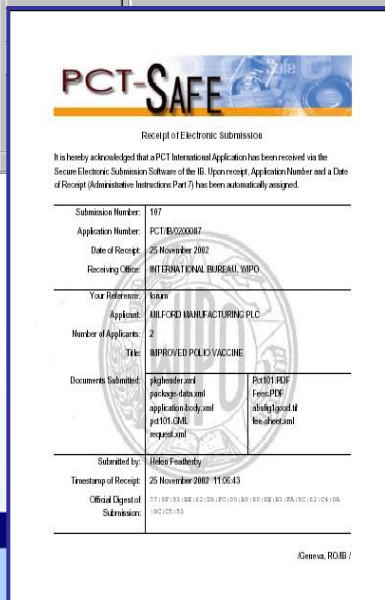 PCT-SAFE
Receipt of Electronic Submission
It is hereby acknowledged that a PCT International Application has been received via the
Secure Electronic Submission Software of the IB. Upon receipt, Application Number and a Date
of Receipt (Administrative Instructions Part 7) has been automatically assigned.
Submission Number: 107
Application Number: PCT/IB/0200087
Date of Receipt: 25 November 2002
Receiving Office: INTERNATIONAL BUREAU, WIPO
Your Reference: forum
Applicant: MILFORD MANUFACTURING PLC
Number of Applicants: 2
Title: IMPROVED POLIO VACCINE
Documents Submitted: pkgheader.xml Pct101.PDF
package-data.xml Fees.PDF
application-body.xml absfig1good.tif
pct101.GML fee-sheet.xml
request.xml
Submitted by: Helen Featherby
Timestamp of Receipt: 25 November 2002 11:06:43
Official Digest of
Submission:
/Geneva, RO/IB /
WIPO